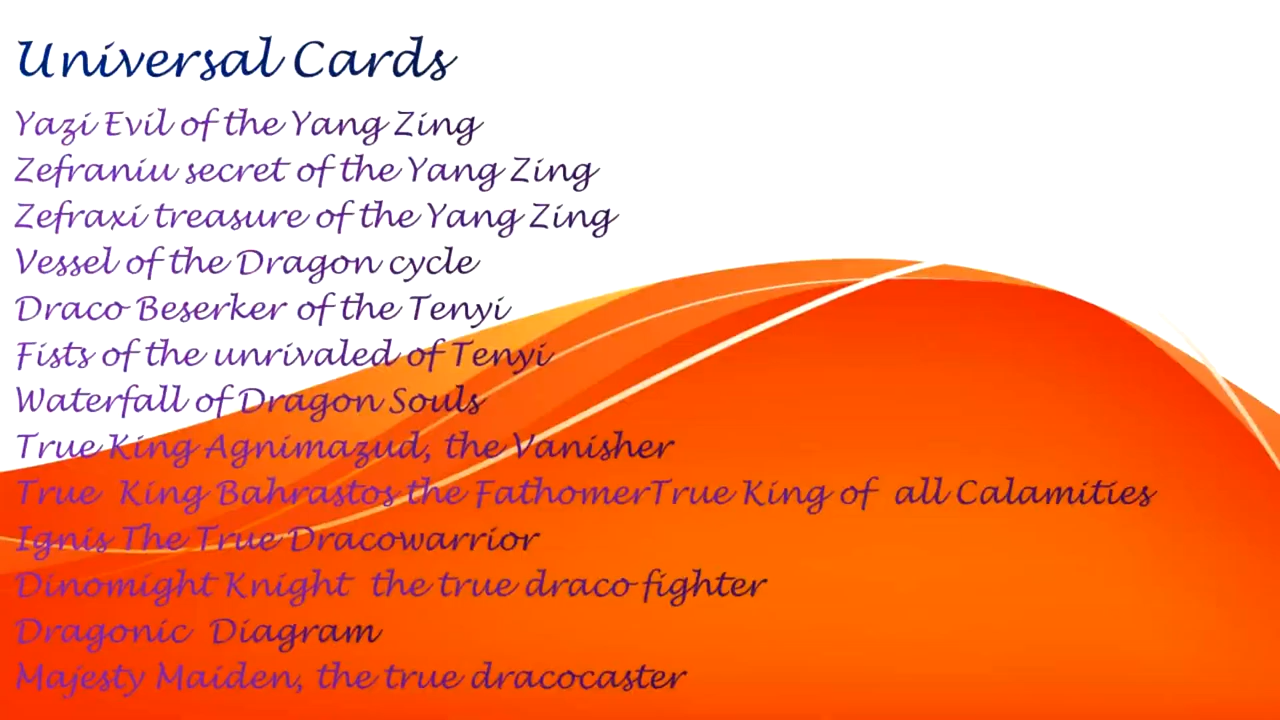 Universal Cards
Yazi Evil of the Yang Zing
Zefraniu secret of the Yang Zing
Zefraxi treasure of the Yang Zing
Vessel of the Dragon cycle
Draco Beserker of the Tenyi
Fists of the unrivaled of Tenyi
Waterfall of Dragon Souls
True King Agnimazud, the Vanisher
True King Bahrastos the FathomerTrue King of all Calamities
Ignis The True Dracowarrior
Dinomight Knight the true draco fighter
Dragonic Diagram
Majesty Maiden, the true dracocaster